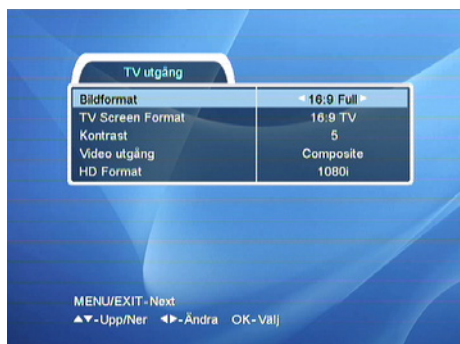 TV utgång
Bildformat ◄ 16:9 Full ►
TV Screen Format 16:9 TV
Kontrast 5
Video utgång Composite
HD Format 1080i
MENU/EXIT-Next
▲▼-Upp/Ner ◄►-Ändra OK-Välj